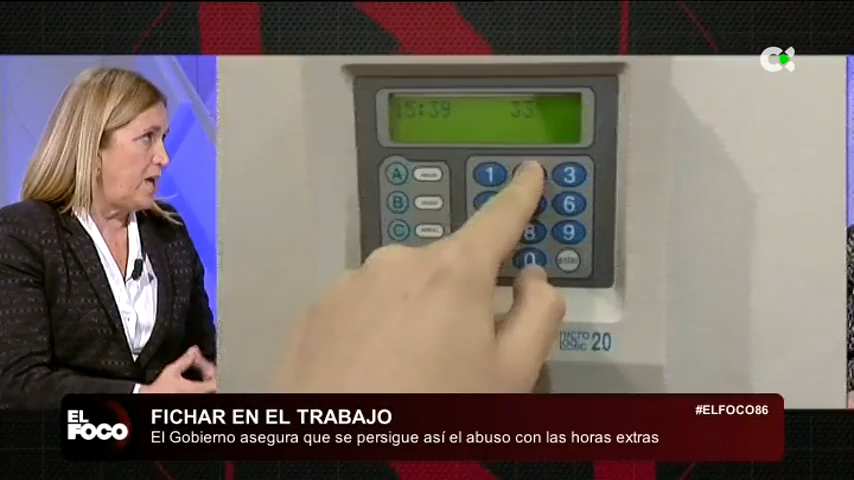 15:39 33
A
B
C
1
3
6
8 9
0 enter
20
EL
FOCO
FICHAR EN EL TRABAJO
#ELFOCO86
El Gobierno asegura que se persigue así el abuso con las horas extras